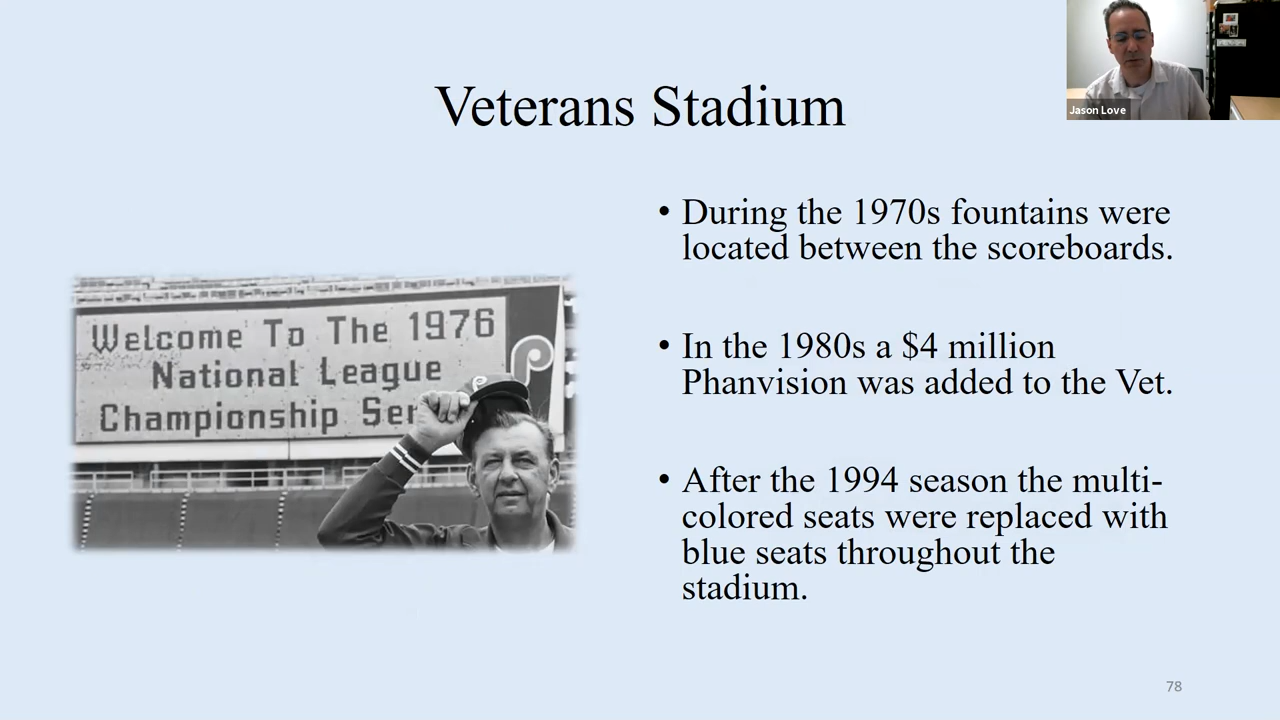 Jason Love
Veterans Stadium
• During the 1970s fountains were
located between the scoreboards.
• In the 1980s a $4 million
Phanvision was added to the Vet.
• After the 1994 season the multi-
colored seats were replaced with
blue seats throughout the
stadium.
Welcome To The 1976
National League
Championship Ser
P
P
78